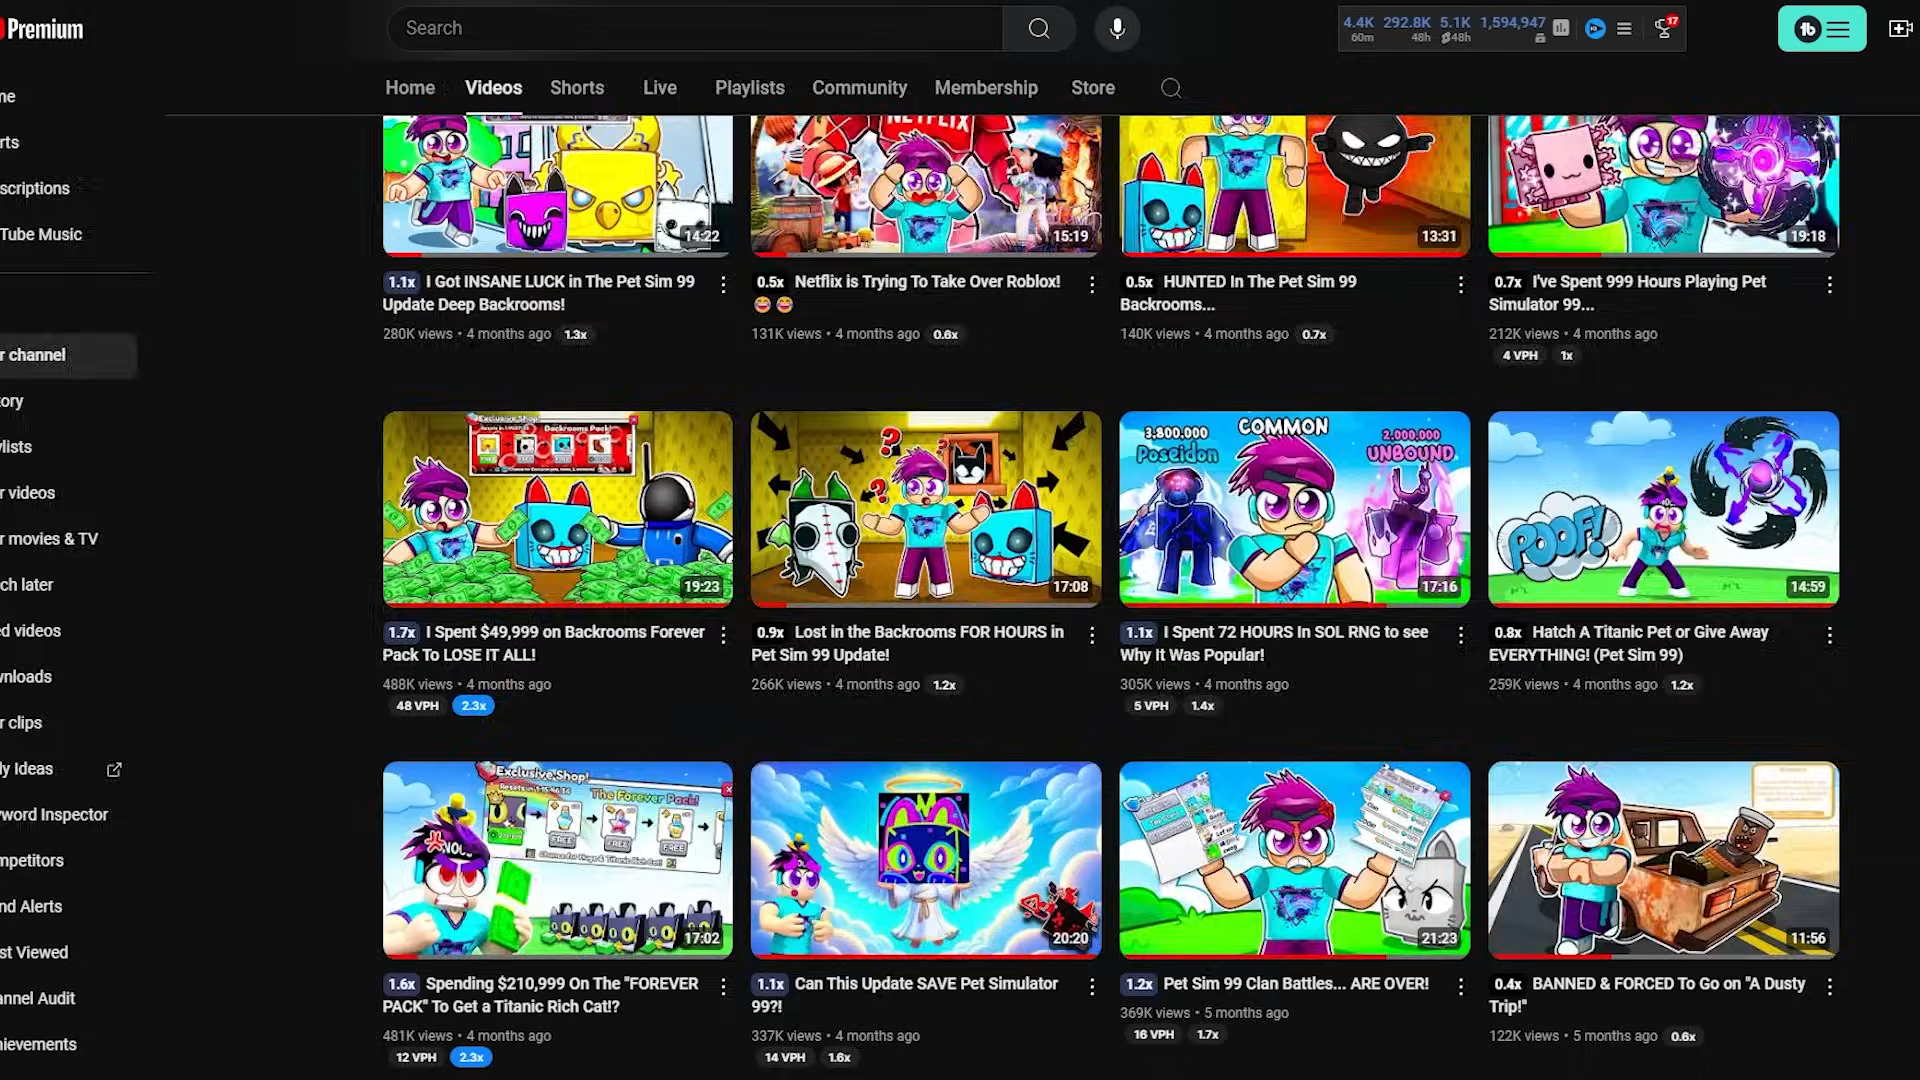 Premium
Search
4.4K 292.8K 5.1K 1,594,947
60m 48h 48h
17
tb
Home Videos Shorts Live Playlists Community Membership Store
ne
rts
scriptions
Tube Music
r channel
ory
ylists
r videos
r movies & TV
ch later
ed videos
wnloads
r clips
ly Ideas
word Inspector
mpetitors
nd Alerts
st Viewed
annel Audit
hievements
14:22
NETFLIX
15:19
13:31
19:18
1.1x I Got INSANE LUCK in The Pet Sim 99
Update Deep Backrooms!
280K views • 4 months ago 1.3x
0.5x Netflix is Trying To Take Over Roblox!
😂 😂
131K views • 4 months ago 0.6x
0.5x HUNTED In The Pet Sim 99
Backrooms...
140K views • 4 months ago 0.7x
0.7x I've Spent 999 Hours Playing Pet
Simulator 99...
212K views • 4 months ago
4 VPH 1x
Exclusive Shop
Backrooms Pack!
19:23
17:08
3,800,000
Poseidon
COMMON
2,000,000
UNBOUND
17:16
POOF!
14:59
1.7x I Spent $49,999 on Backrooms Forever
Pack To LOSE IT ALL!
488K views • 4 months ago
48 VPH 2.3x
0.9x Lost in the Backrooms FOR HOURS in
Pet Sim 99 Update!
266K views • 4 months ago 1.2x
1.1x I Spent 72 HOURS In SOL RNG to see
Why It Was Popular!
305K views • 4 months ago
5 VPH 1.4x
0.8x Hatch A Titanic Pet or Give Away
EVERYTHING! (Pet Sim 99)
259K views • 4 months ago 1.2x
Exclusive Shop!
The Forever Pack!
FREE FREE FREE
17:02
20:20
21:23
11:56
1.6x Spending $210,999 On The "FOREVER
PACK" To Get a Titanic Rich Cat!?
481K views • 4 months ago
12 VPH 2.3x
1.1x Can This Update SAVE Pet Simulator
99?!
337K views • 4 months ago
14 VPH 1.6x
1.2x Pet Sim 99 Clan Battles... ARE OVER!
369K views • 5 months ago
16 VPH 1.7x
0.4x BANNED & FORCED To Go on "A Dusty
Trip!"
122K views • 5 months ago 0.6x